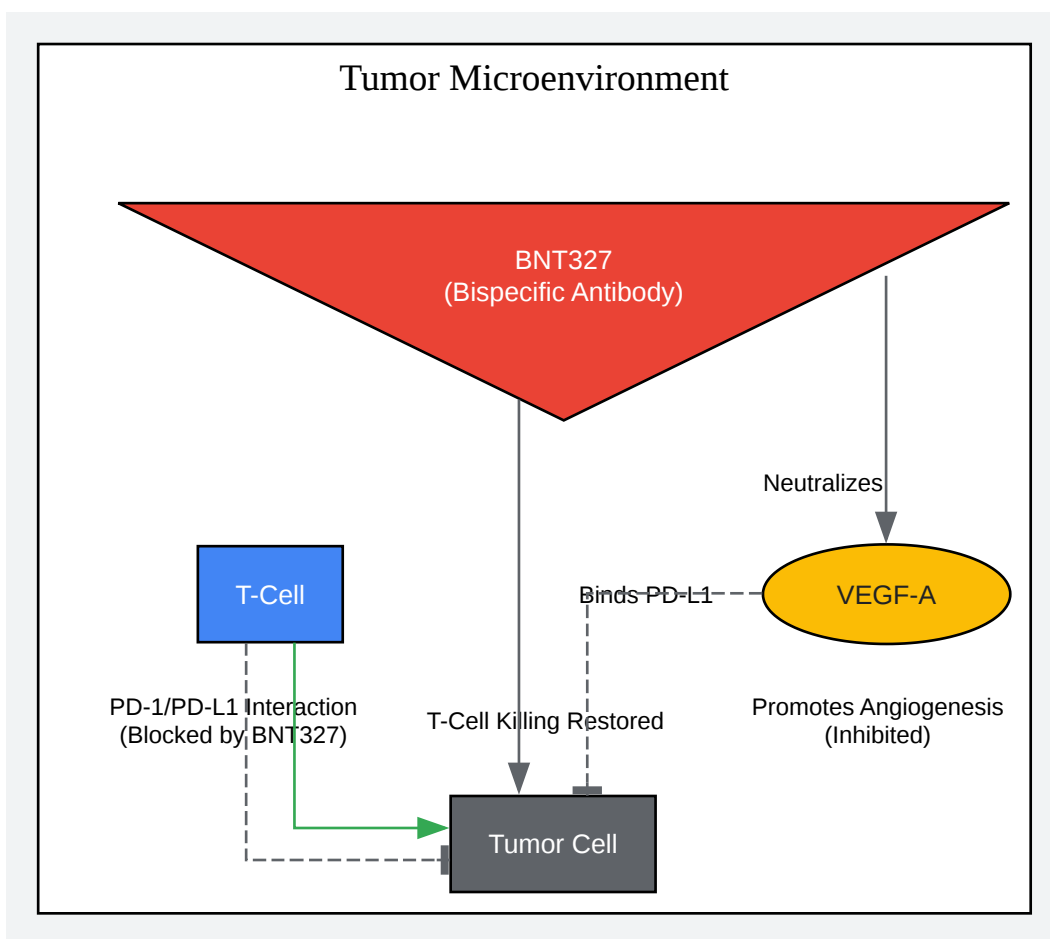 Tumor Microenvironment
BNT327
(Bispecific Antibody)
Neutralizes
T-Cell
Binds PD-L1
VEGF-A
PD-1/PD-L1 Interaction
(Blocked by BNT327)
T-Cell Killing Restored
Promotes Angiogenesis
(Inhibited)
Tumor Cell